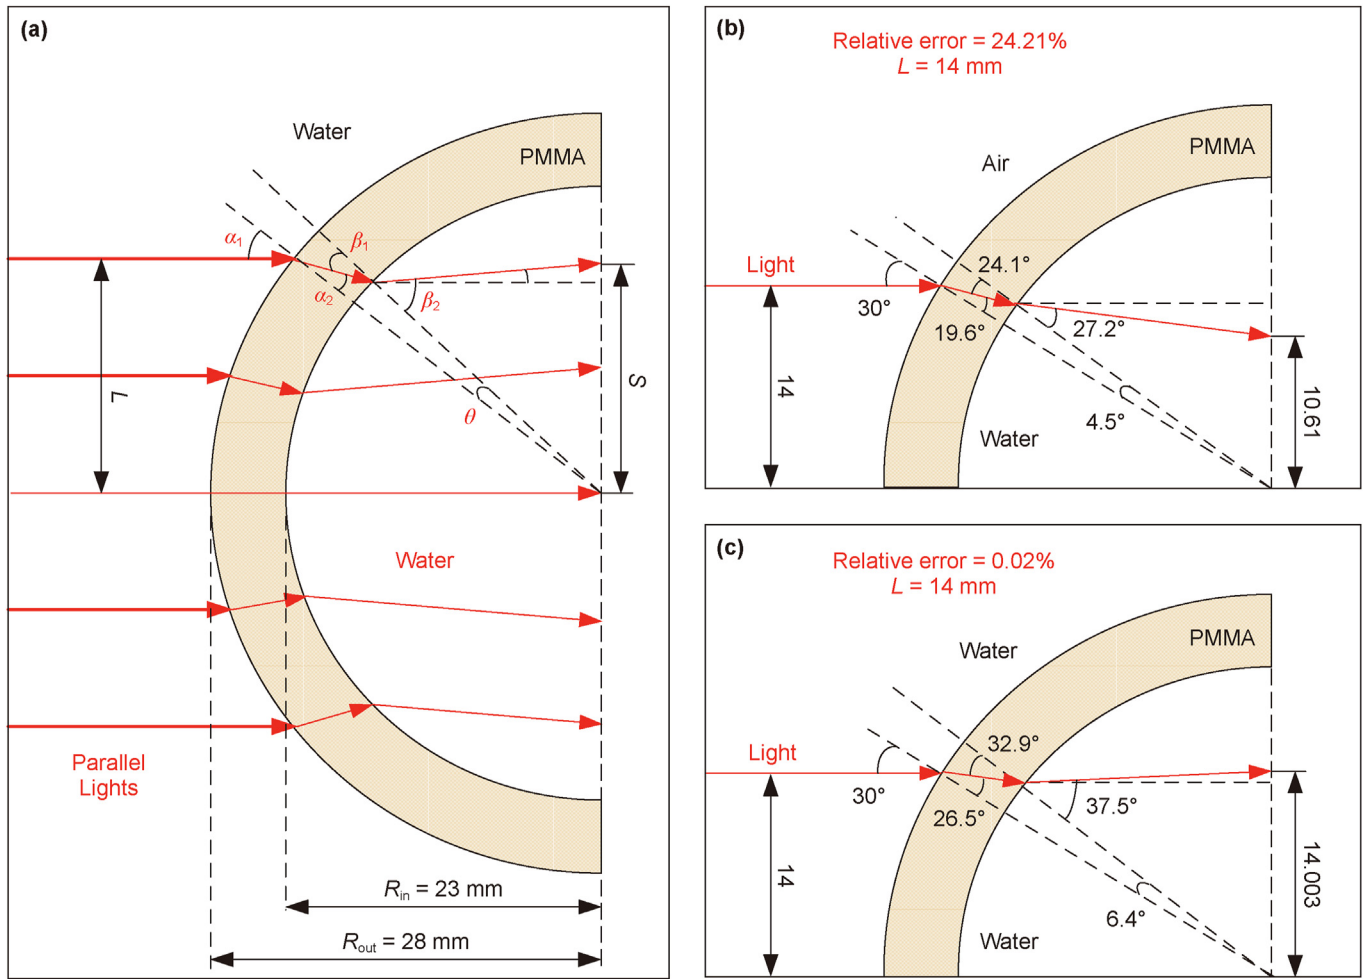 (a)
Water
PMMA
α1
β1
α2
β2
L
S
θ
Water
Parallel
Lights
Rin = 23 mm
Rout = 28 mm
(b)
Relative error = 24.21%
L = 14 mm
Air
PMMA
Light
24.1°
30°
19.6°
27.2°
14
4.5°
10.61
Water
(c)
Relative error = 0.02%
L = 14 mm
Water
PMMA
Light
32.9°
30°
26.5°
37.5°
14
6.4°
14.003
Water